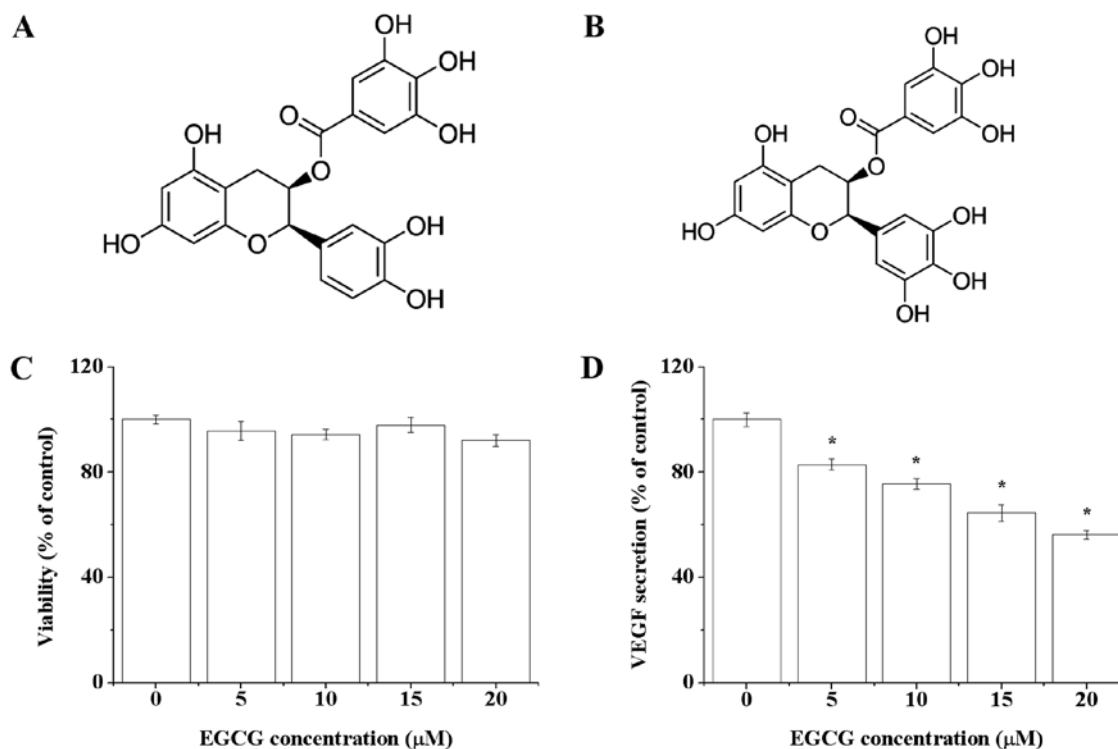 A
OH
OH
O
OH
OH
O
OH
HO
O
OH
B
OH
OH
O
OH
OH
O
OH
HO
O
OH
OH
C
120
80
40
0
Viability (% of control)
0 5 10 15 20
EGCG concentration (μM)
D
120
80
40
0
VEGF secretion (% of control)
* * * *
0 5 10 15 20
EGCG concentration (μM)